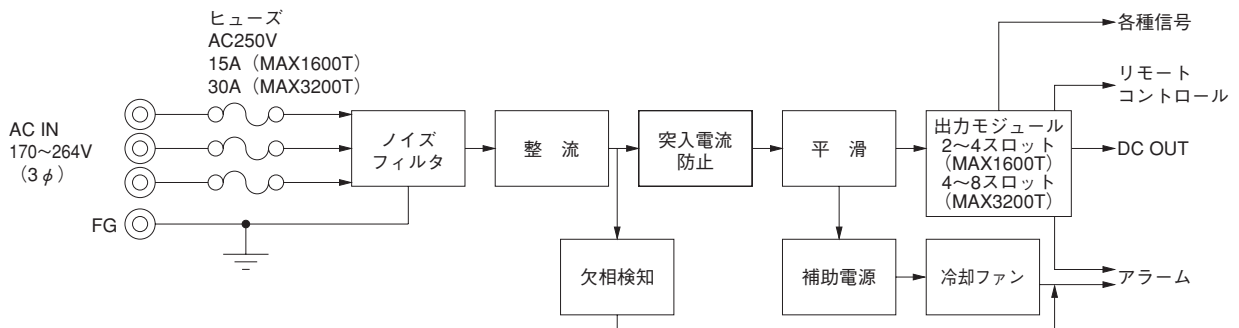 ヒューズ
AC250V
15A（MAX1600T）
30A（MAX3200T）
AC IN
170～264V
（3φ）
FG
ノイズ
フィルタ
整 流
突入電流
防止
平 滑
出力モジュール
2～4スロット
（MAX1600T）
4～8スロット
（MAX3200T）
各種信号
リモート
コントロール
DC OUT
欠相検知
補助電源
冷却ファン
アラーム